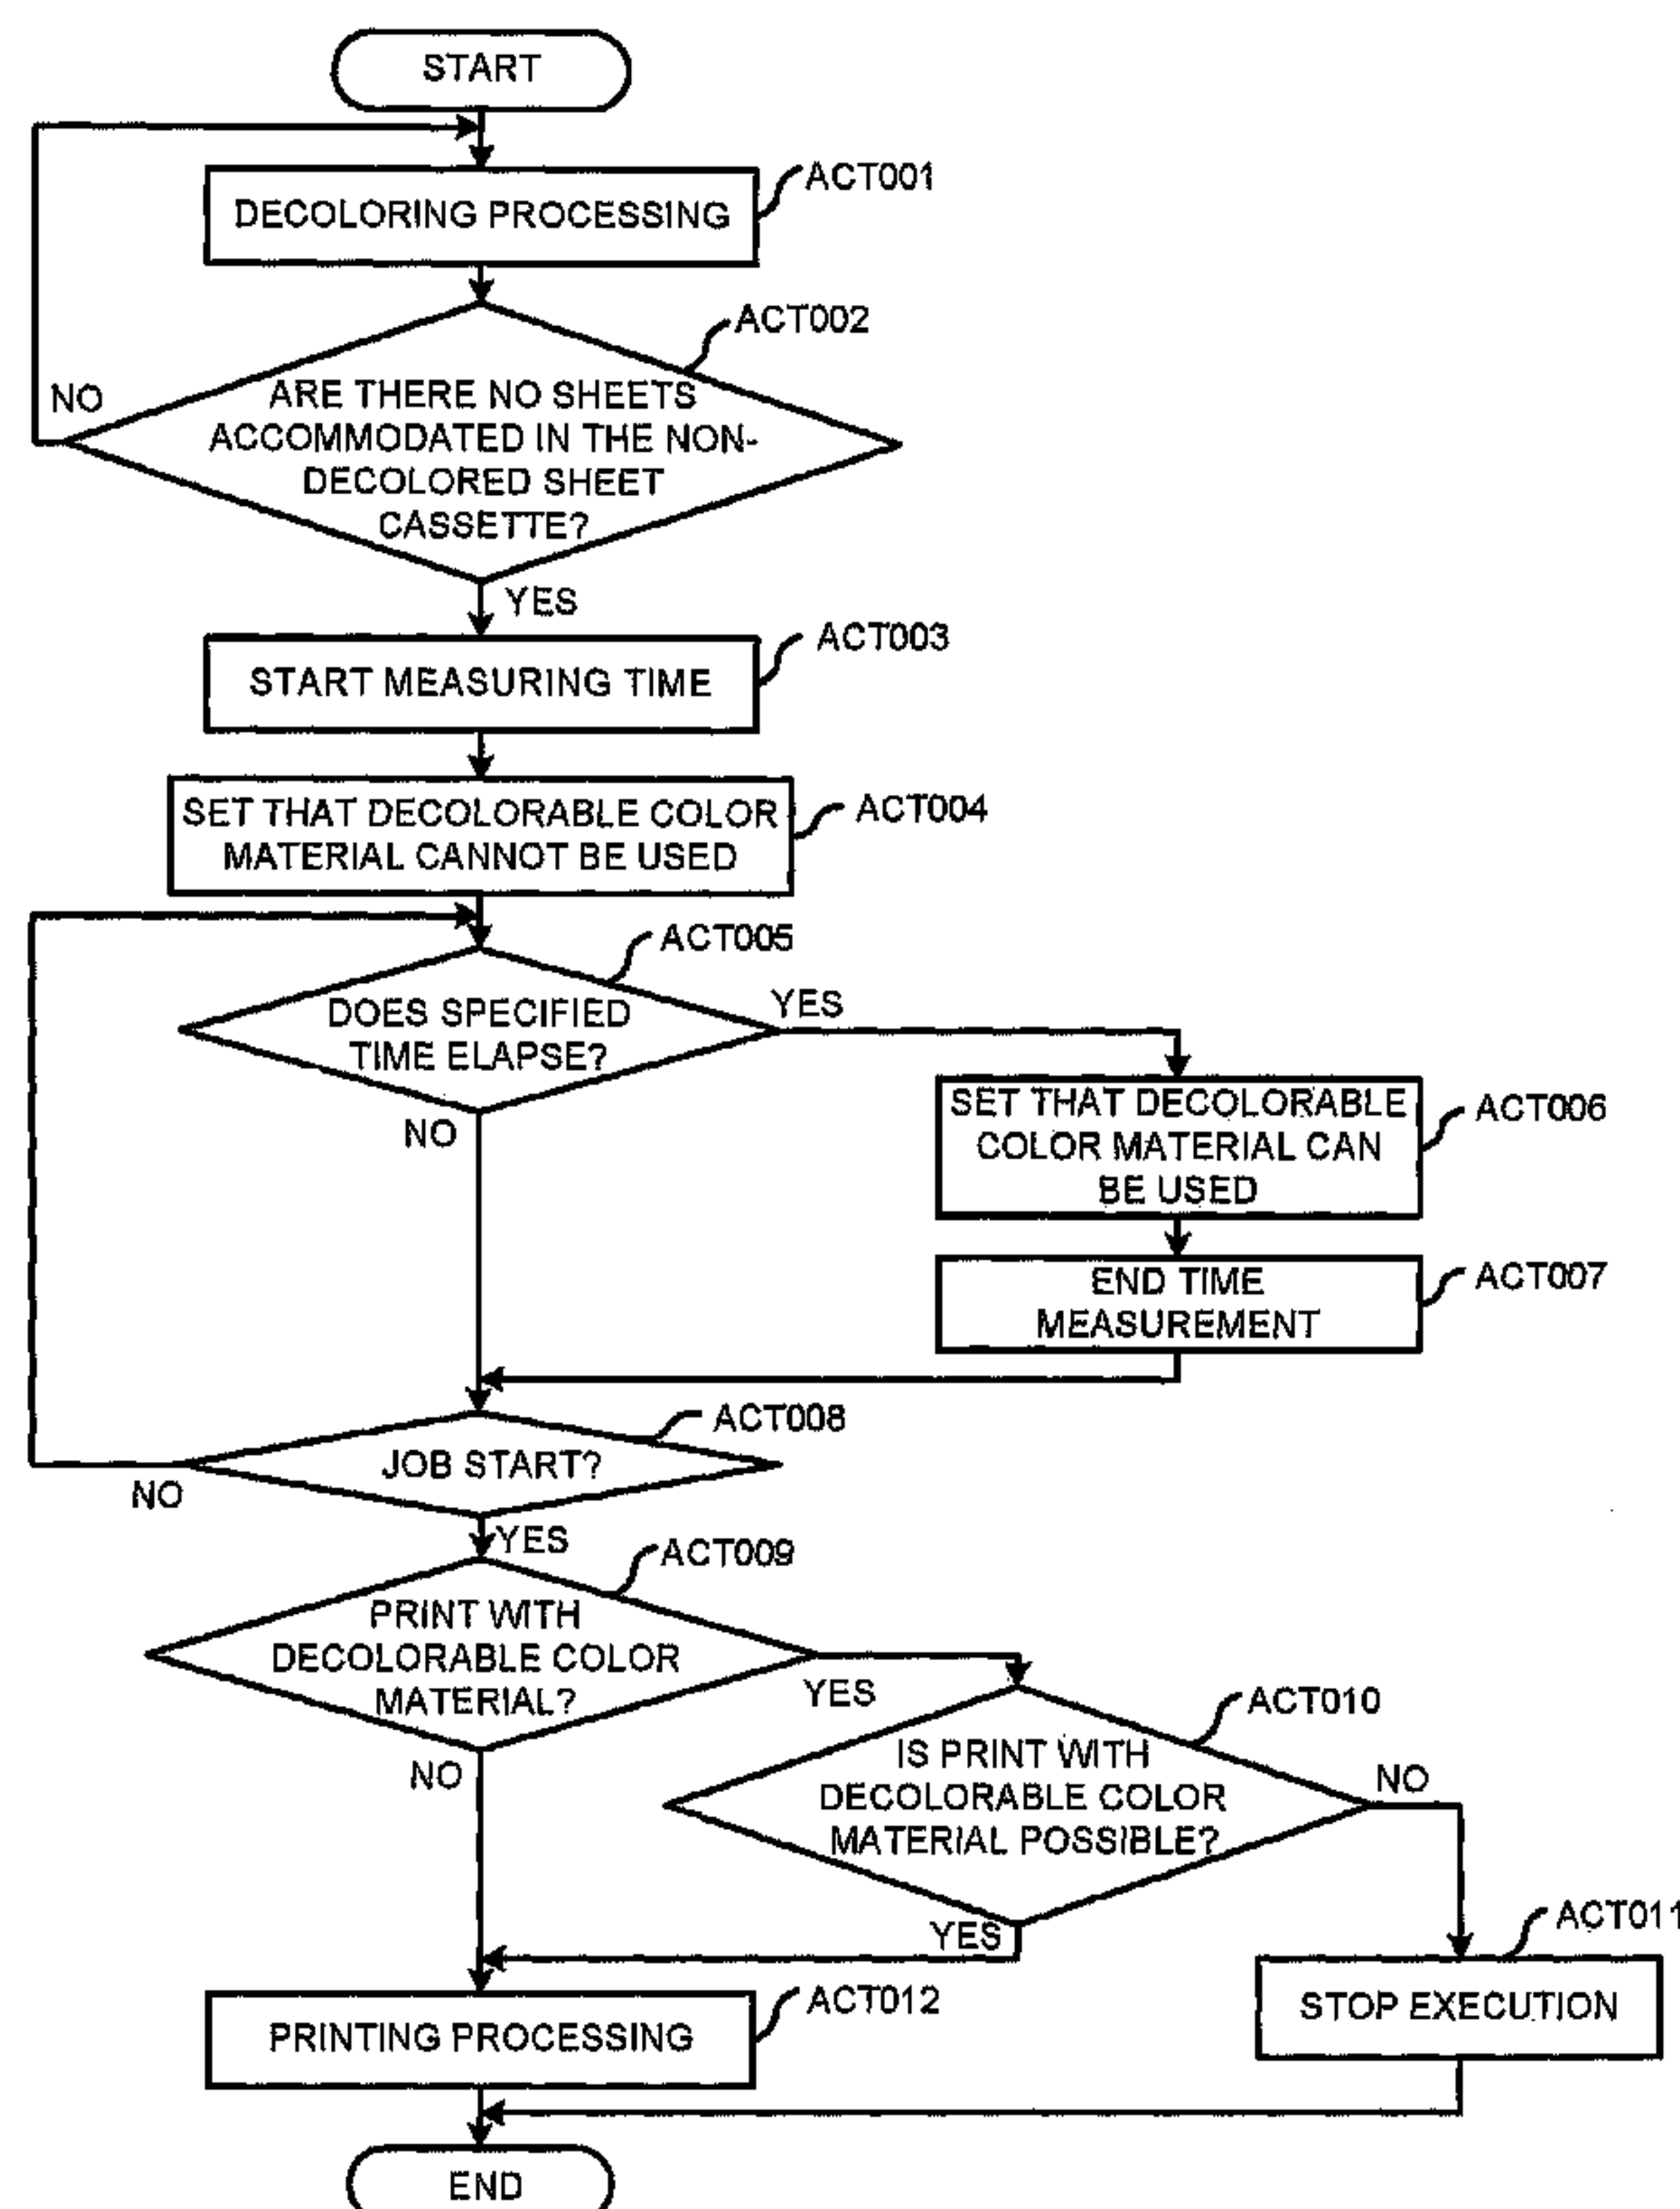 START
ACT001
DECOLORING PROCESSING
ACT002
NO
ARE THERE NO SHEETS
ACCOMMODATED IN THE NON-
DECOLORED SHEET
CASSETTE?
YES
ACT003
START MEASURING TIME
ACT004
SET THAT DECOLORABLE COLOR
MATERIAL CANNOT BE USED
ACT005
DOES SPECIFIED
TIME ELAPSE?
YES
NO
SET THAT DECOLORABLE
COLOR MATERIAL CAN
BE USED
ACT006
END TIME
MEASUREMENT
ACT007
ACT008
JOB START?
NO
YES
ACT009
PRINT WITH
DECOLORABLE COLOR
MATERIAL?
YES
NO
ACT010
IS PRINT WITH
DECOLORABLE COLOR
MATERIAL POSSIBLE?
NO
YES
ACT011
STOP EXECUTION
ACT012
PRINTING PROCESSING
END